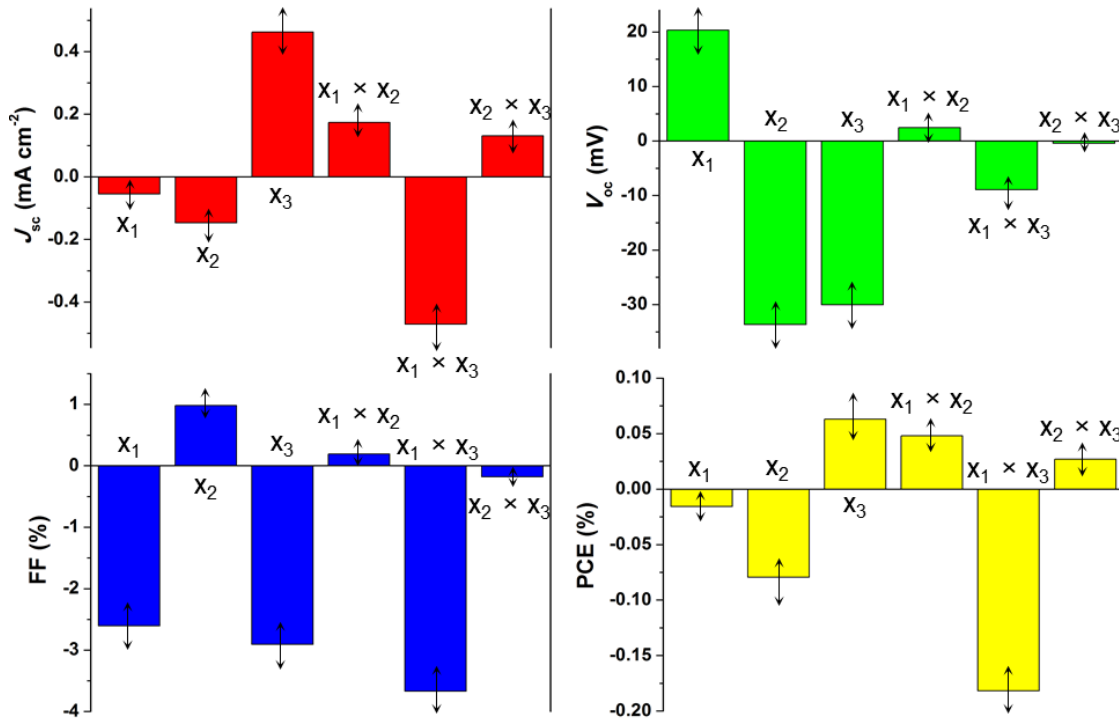 J_sc (mA cm⁻²)
0.4
0.2
0.0
-0.2
-0.4
x₁
x₂
x₃
x₁ × x₂
x₁ × x₃
x₂ × x₃
V_oc (mV)
20
10
0
-10
-20
-30
x₁
x₂
x₃
x₁ × x₂
x₁ × x₃
x₂ × x₃
FF (%)
1
0
-1
-2
-3
-4
x₁
x₂
x₃
x₁ × x₂
x₁ × x₃
x₂ × x₃
PCE (%)
0.10
0.05
0.00
-0.05
-0.10
-0.15
-0.20
x₁
x₂
x₃
x₁ × x₂
x₁ × x₃
x₂ × x₃